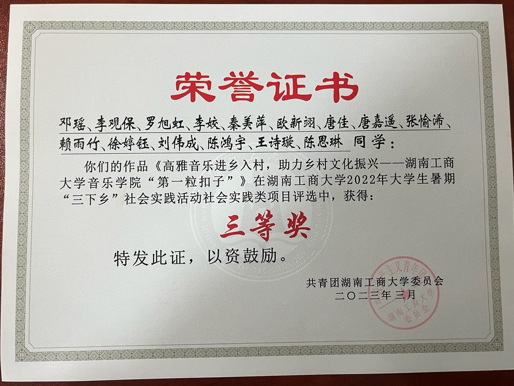 荣誉证书
邓瑶、李观保、罗旭虹、李姣、秦美萍、欧新翊、唐佳、唐嘉遥、张愉浠、
赖雨竹、徐婷钰、刘伟成、陈鸿宇、王诗璇、陈思琳 同学：
你们的作品《高雅音乐进乡入村，助力乡村文化振兴——湖南工商
大学音乐学院“第一粒扣子”》在湖南工商大学2022年大学生暑期
“三下乡”社会实践活动社会实践类项目评选中，获得：
三等奖
特发此证，以资鼓励。
共青团湖南工商大学委员会
二〇二三年三月